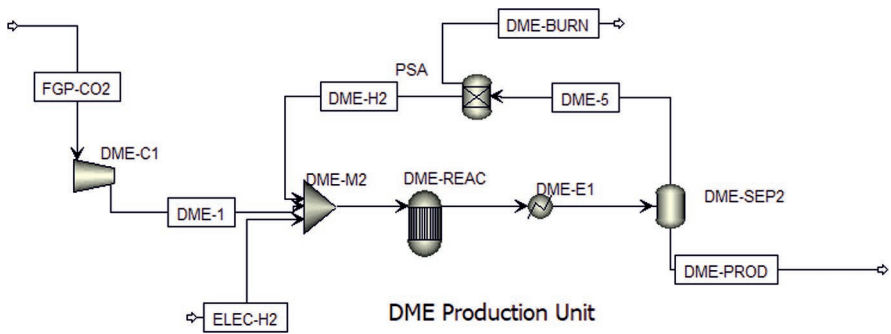 DME-BURN
PSA
FGP-CO2
DME-H2
DME-5
DME-C1
DME-M2
DME-REAC
DME-E1
DME-SEP2
DME-1
DME-PROD
ELEC-H2
DME Production Unit